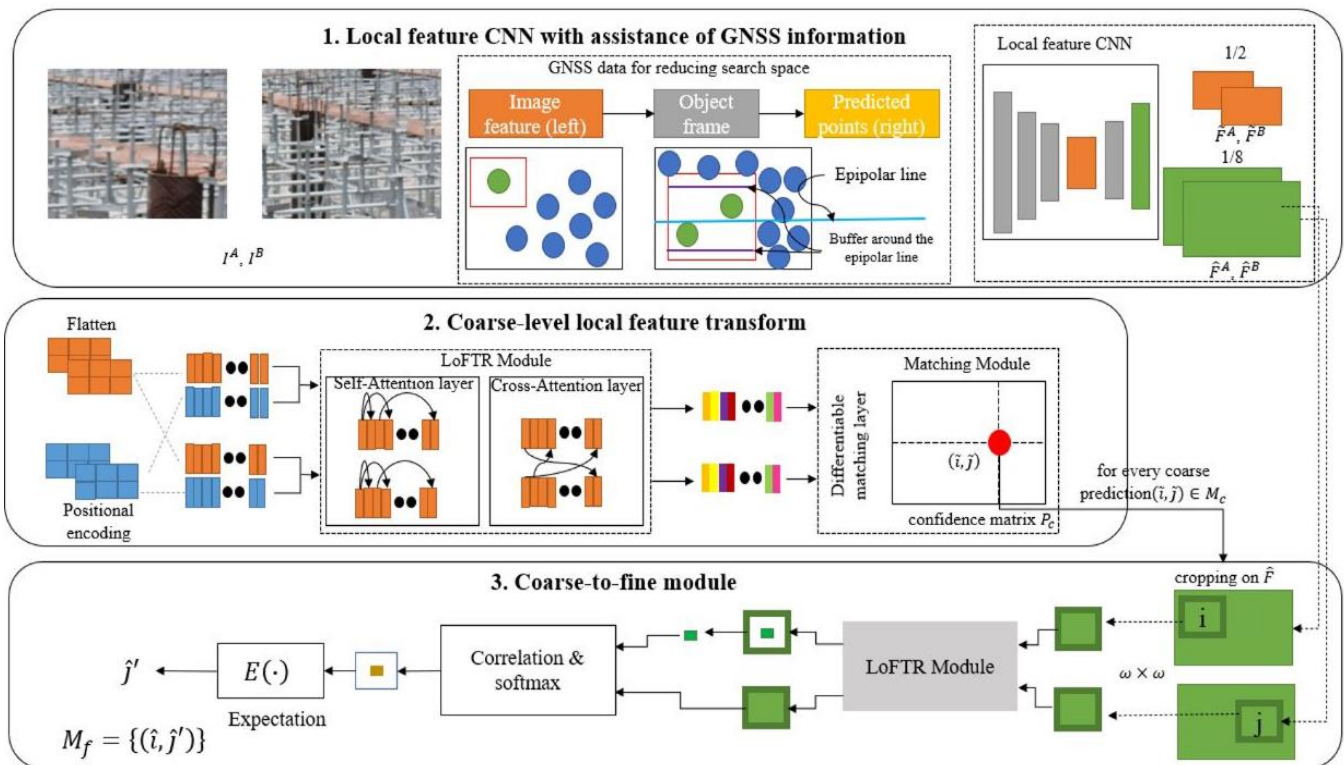 1. Local feature CNN with assistance of GNSS information
I^A, I^B
GNSS data for reducing search space
Image
feature (left)
Object
frame
Predicted
points (right)
Epipolar line
Buffer around the
epipolar line
Local feature CNN
1/2
F̃^A, F̃^B
1/8
F̂^A, F̂^B
2. Coarse-level local feature transform
Flatten
Positional
encoding
LoFTR Module
Self-Attention layer
Cross-Attention layer
Differentiable
matching layer
Matching Module
(ĩ, j̃)
confidence matrix P_c
for every coarse
prediction(ĩ, j̃) ∈ M_c
3. Coarse-to-fine module
cropping on F̂
i
j
ω × ω
LoFTR Module
Correlation &
softmax
E(·)
Expectation
ĵ′
M_f = {(î, ĵ′)}